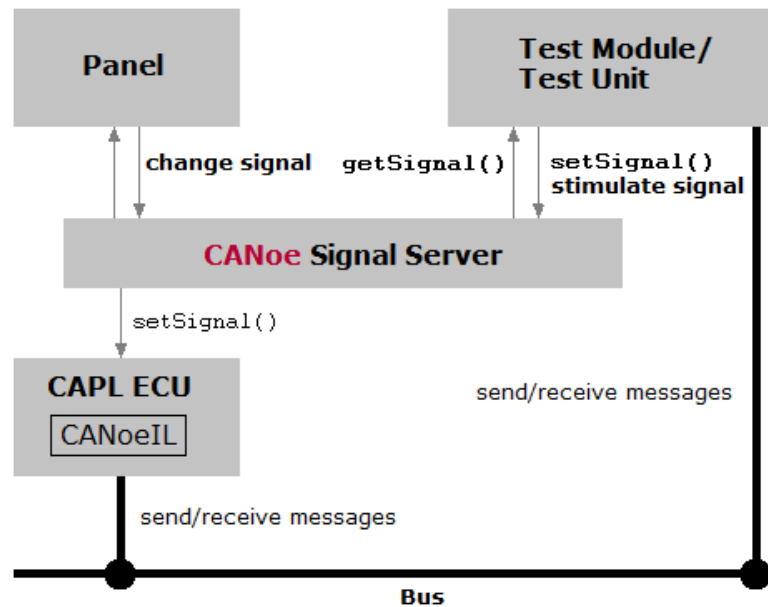 Panel
Test Module/
Test Unit
change signal
getSignal()
setSignal()
stimulate signal
CANoe Signal Server
setSignal()
CAPL ECU
CANoeIL
send/receive messages
send/receive messages
Bus